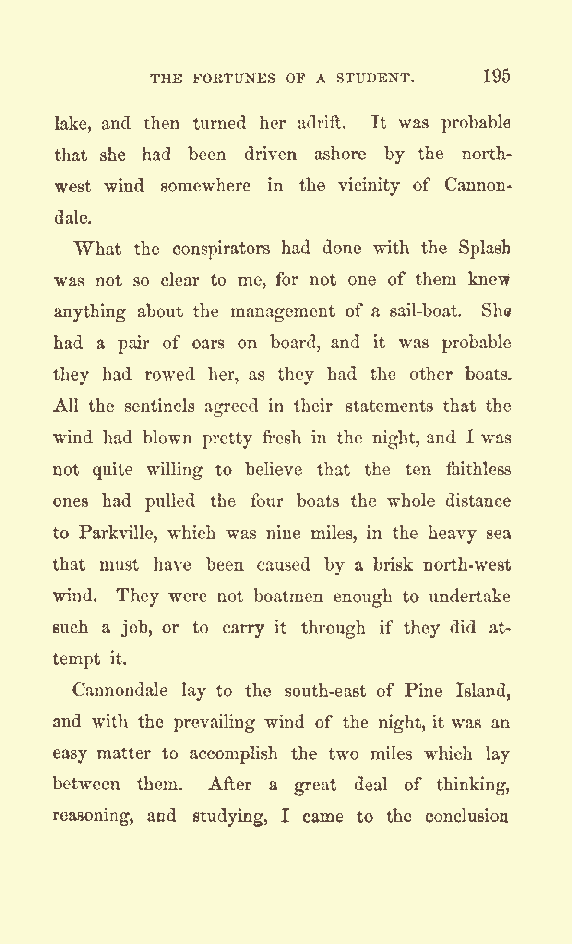 THE FORTUNES OF A STUDENT. 195
lake, and then turned her adrift. It was probable
that she had been driven ashore by the north-
west wind somewhere in the vicinity of Cannon-
dale.
What the conspirators had done with the Splash
was not so clear to me, for not one of them knew
anything about the management of a sail-boat. She
had a pair of oars on board, and it was probable
they had rowed her, as they had the other boats.
All the sentinels agreed in their statements that the
wind had blown pretty fresh in the night, and I was
not quite willing to believe that the ten faithless
ones had pulled the four boats the whole distance
to Parkville, which was nine miles, in the heavy sea
that must have been caused by a brisk north-west
wind. They were not boatmen enough to undertake
such a job, or to carry it through if they did at-
tempt it.
Cannondale lay to the south-east of Pine Island,
and with the prevailing wind of the night, it was an
easy matter to accomplish the two miles which lay
between them. After a great deal of thinking,
reasoning, and studying, I came to the conclusion